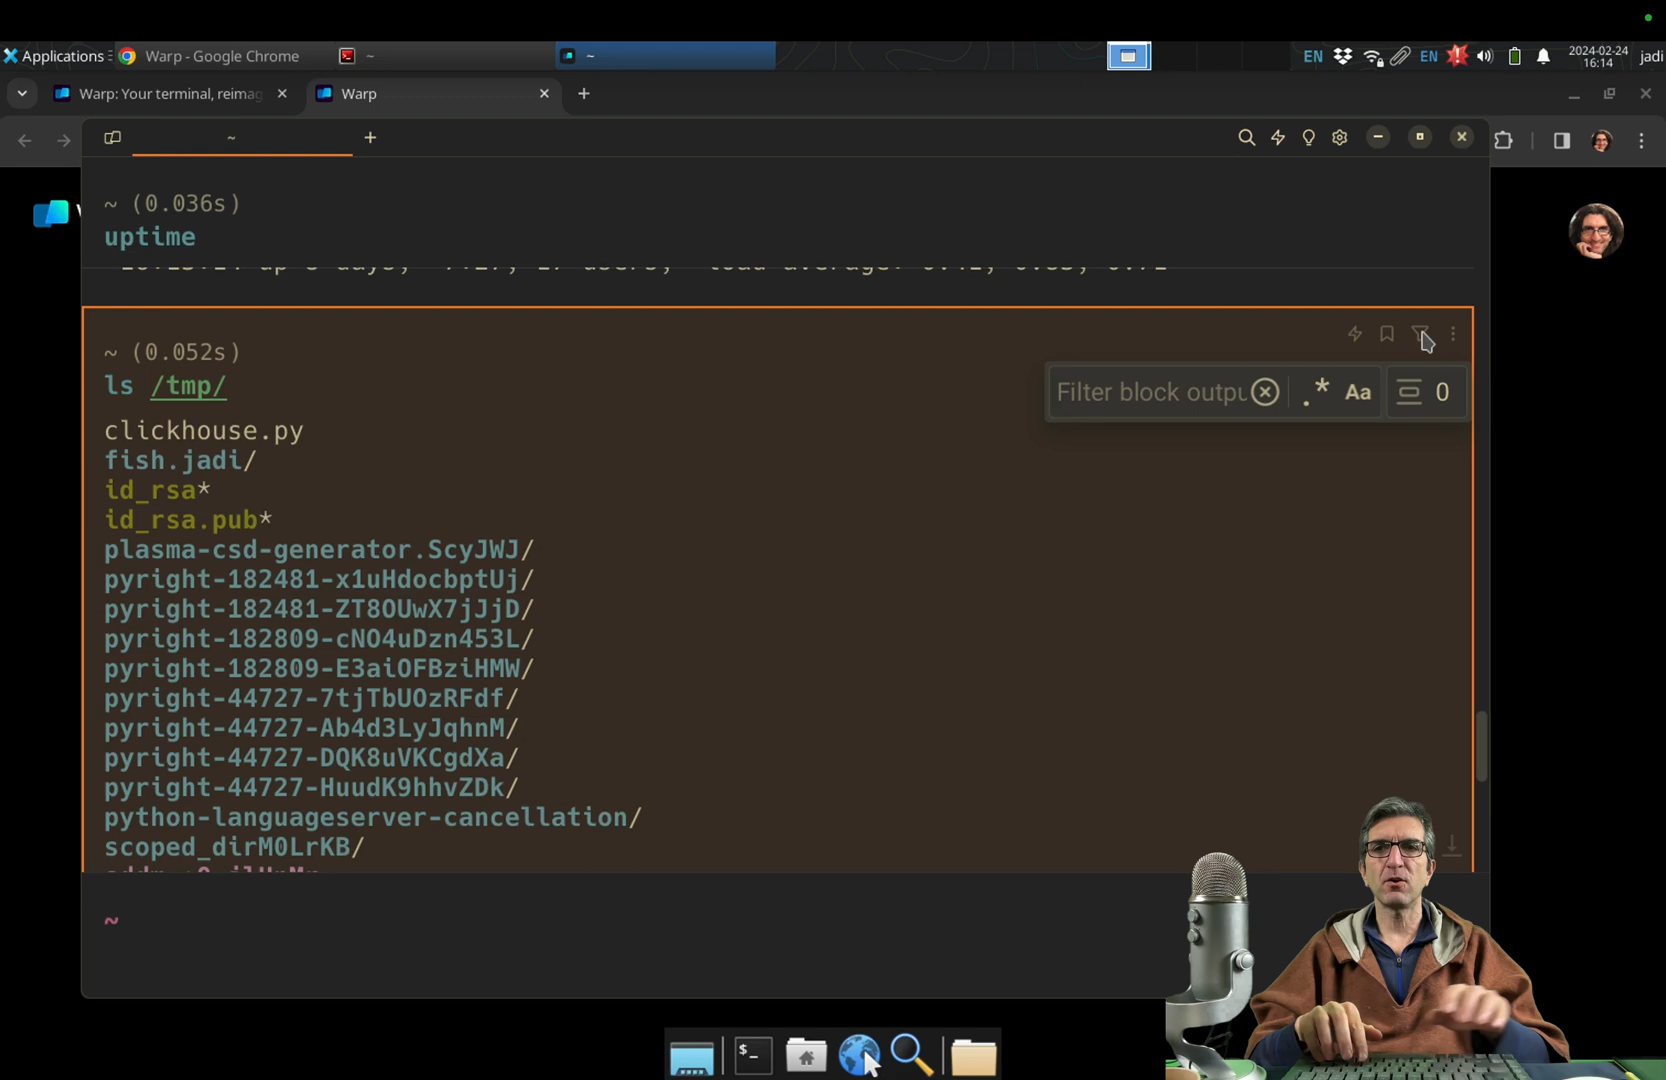 Applications
Warp - Google Chrome
~
~
EN
EN
2024-02-24
16:14
jadi
Warp: Your terminal, reimag
Warp
~
~ (0.036s)
uptime
~ (0.052s)
ls /tmp/
Filter block outpu
.*
Aa
0
clickhouse.py
fish.jadi/
id_rsa*
id_rsa.pub*
plasma-csd-generator.ScyJWJ/
pyright-182481-x1uHdocbptUj/
pyright-182481-ZT8OUwX7jJjD/
pyright-182809-cNO4uDzn453L/
pyright-182809-E3aiOFBziHMW/
pyright-44727-7tjTbUOzRFdf/
pyright-44727-Ab4d3LyJqhnM/
pyright-44727-DQK8uVKCgdXa/
pyright-44727-HuudK9hhvZDk/
python-languageserver-cancellation/
scoped_dirM0LrKB/
~
$_